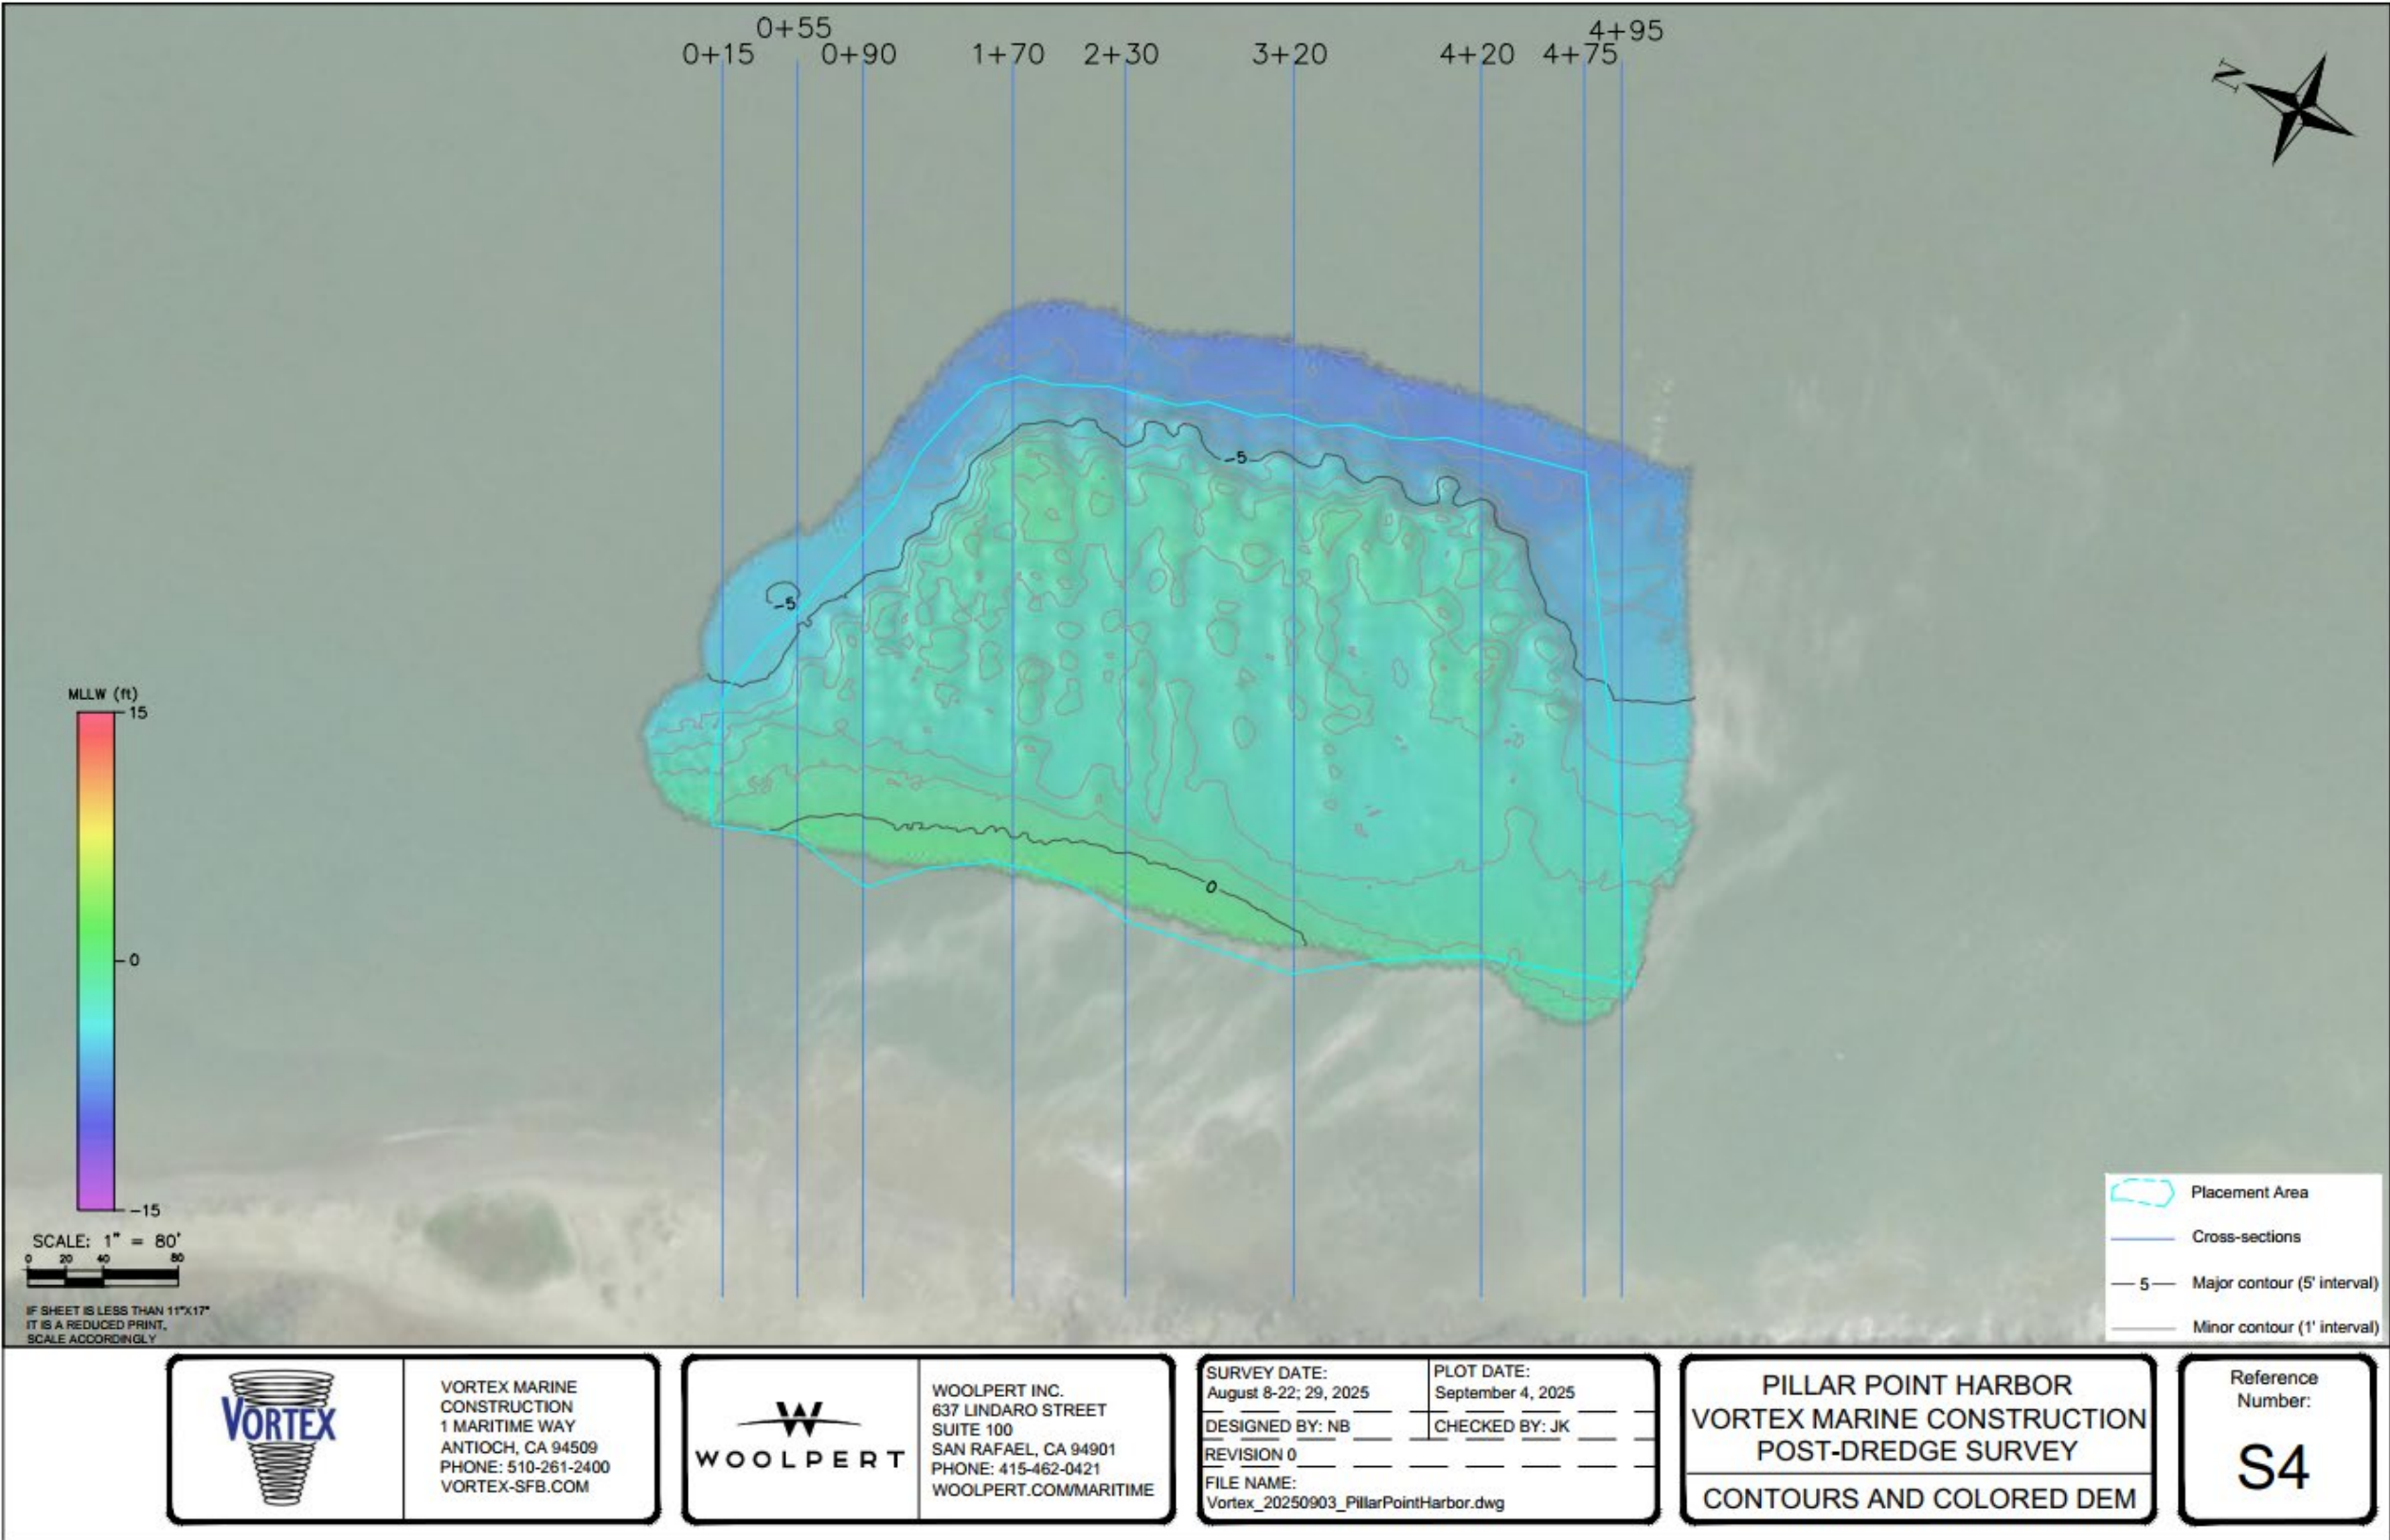 0+55
4+95
0+15
0+90
1+70
2+30
3+20
4+20
4+75
N
-5
-5
0
MLLW (ft)
15
0
-15
SCALE: 1" = 80'
0 20 40 80
IF SHEET IS LESS THAN 11"X17"
IT IS A REDUCED PRINT,
SCALE ACCORDINGLY
Placement Area
Cross-sections
5 Major contour (5' interval)
Minor contour (1' interval)
VORTEX
VORTEX MARINE
CONSTRUCTION
1 MARITIME WAY
ANTIOCH, CA 94509
PHONE: 510-261-2400
VORTEX-SFB.COM
WOOLPERT
WOOLPERT INC.
637 LINDARO STREET
SUITE 100
SAN RAFAEL, CA 94901
PHONE: 415-462-0421
WOOLPERT.COM/MARITIME
SURVEY DATE:
August 8-22; 29, 2025
PLOT DATE:
September 4, 2025
DESIGNED BY: NB
CHECKED BY: JK
REVISION 0
FILE NAME:
Vortex_20250903_PillarPointHarbor.dwg
PILLAR POINT HARBOR
VORTEX MARINE CONSTRUCTION
POST-DREDGE SURVEY
CONTOURS AND COLORED DEM
Reference
Number:
S4